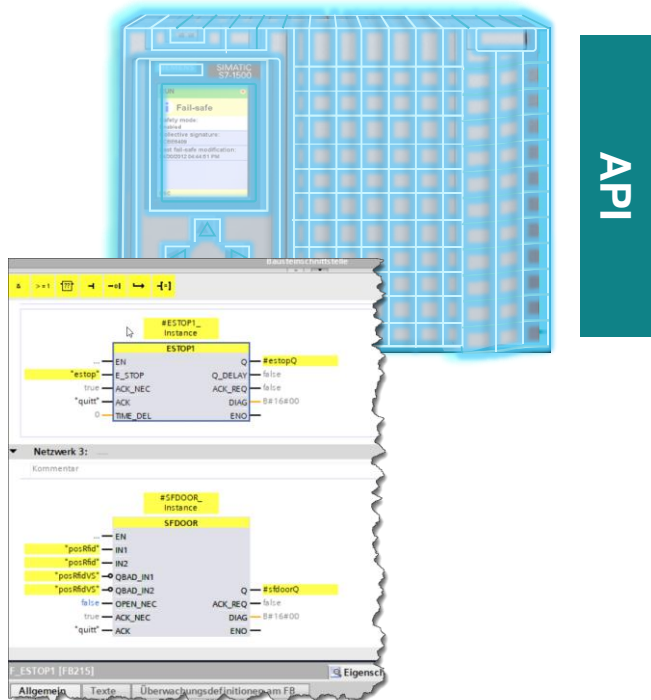 SIMATIC
S7-1500
Fail-safe
API
Bausteinschnittstelle
& >=1 ?? -| -o| ↪ -[=]
#ESTOP1_
Instance
ESTOP1
... EN Q #estopQ
"estop" E_STOP Q_DELAY false
true ACK_NEC ACK_REQ false
"quitt" ACK DIAG B#16#00
0 TIME_DEL ENO
Netzwerk 3: ....
Kommentar
#SFDOOR_
Instance
SFDOOR
... EN
"posRfid" IN1
"posRfid" IN2
"posRfidVS" QBAD_IN1
"posRfidVS" QBAD_IN2 Q #sfdoorQ
false OPEN_NEC ACK_REQ false
true ACK_NEC DIAG B#16#00
"quitt" ACK ENO
F_ESTOP1 [FB215] Eigensch
Allgemein Texte Überwachungsdefinitionen am FB